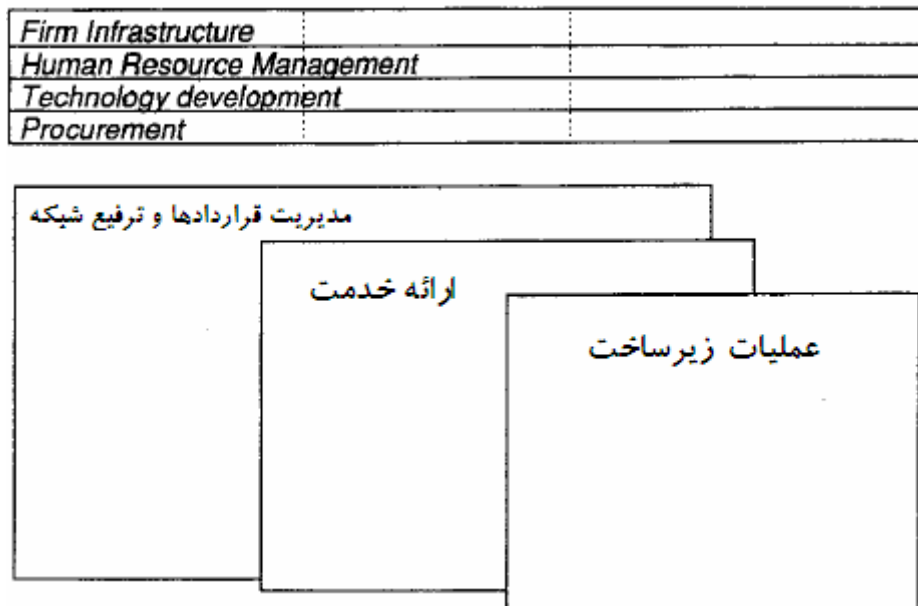 Firm Infrastructure
Human Resource Management
Technology development
Procurement
مدیریت قراردادها و ترفیع شبکه
ارائه خدمت
عملیات زیرساخت